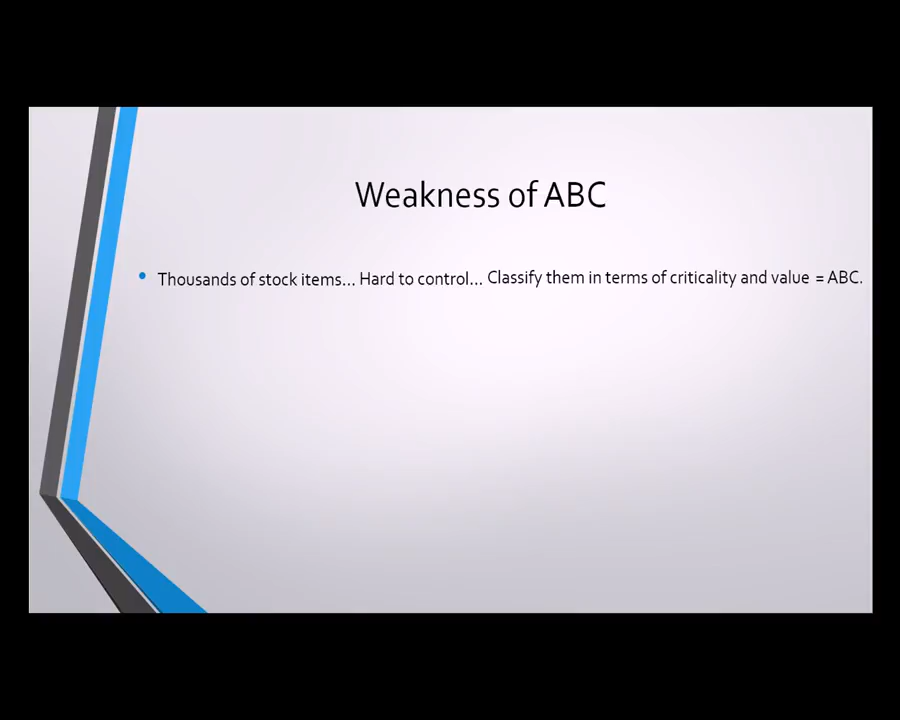 Weakness of ABC
• Thousands of stock items... Hard to control... Classify them in terms of criticality and value = ABC.